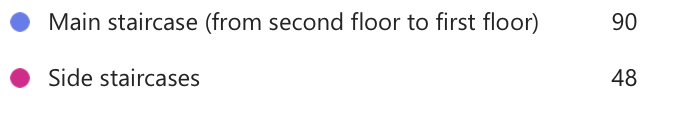 Main staircase (from second floor to first floor) 90
Side staircases 48